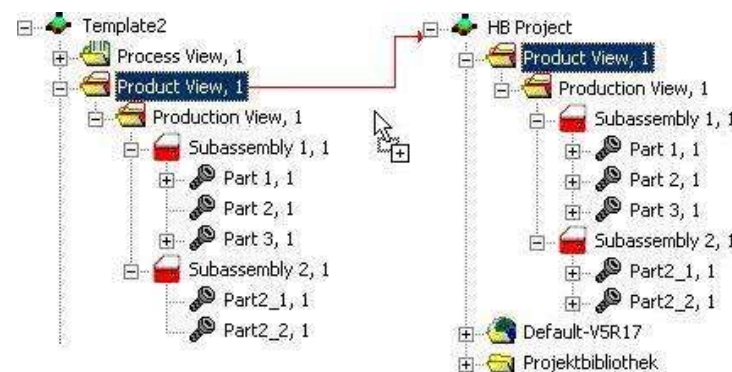 Template2
Process View, 1
Product View, 1
Production View, 1
Subassembly 1, 1
Part 1, 1
Part 2, 1
Part 3, 1
Subassembly 2, 1
Part2_1, 1
Part2_2, 1
HB Project
Product View, 1
Production View, 1
Subassembly 1, 1
Part 1, 1
Part 2, 1
Part 3, 1
Subassembly 2, 1
Part2_1, 1
Part2_2, 1
Default-V5R17
Projektbibliothek